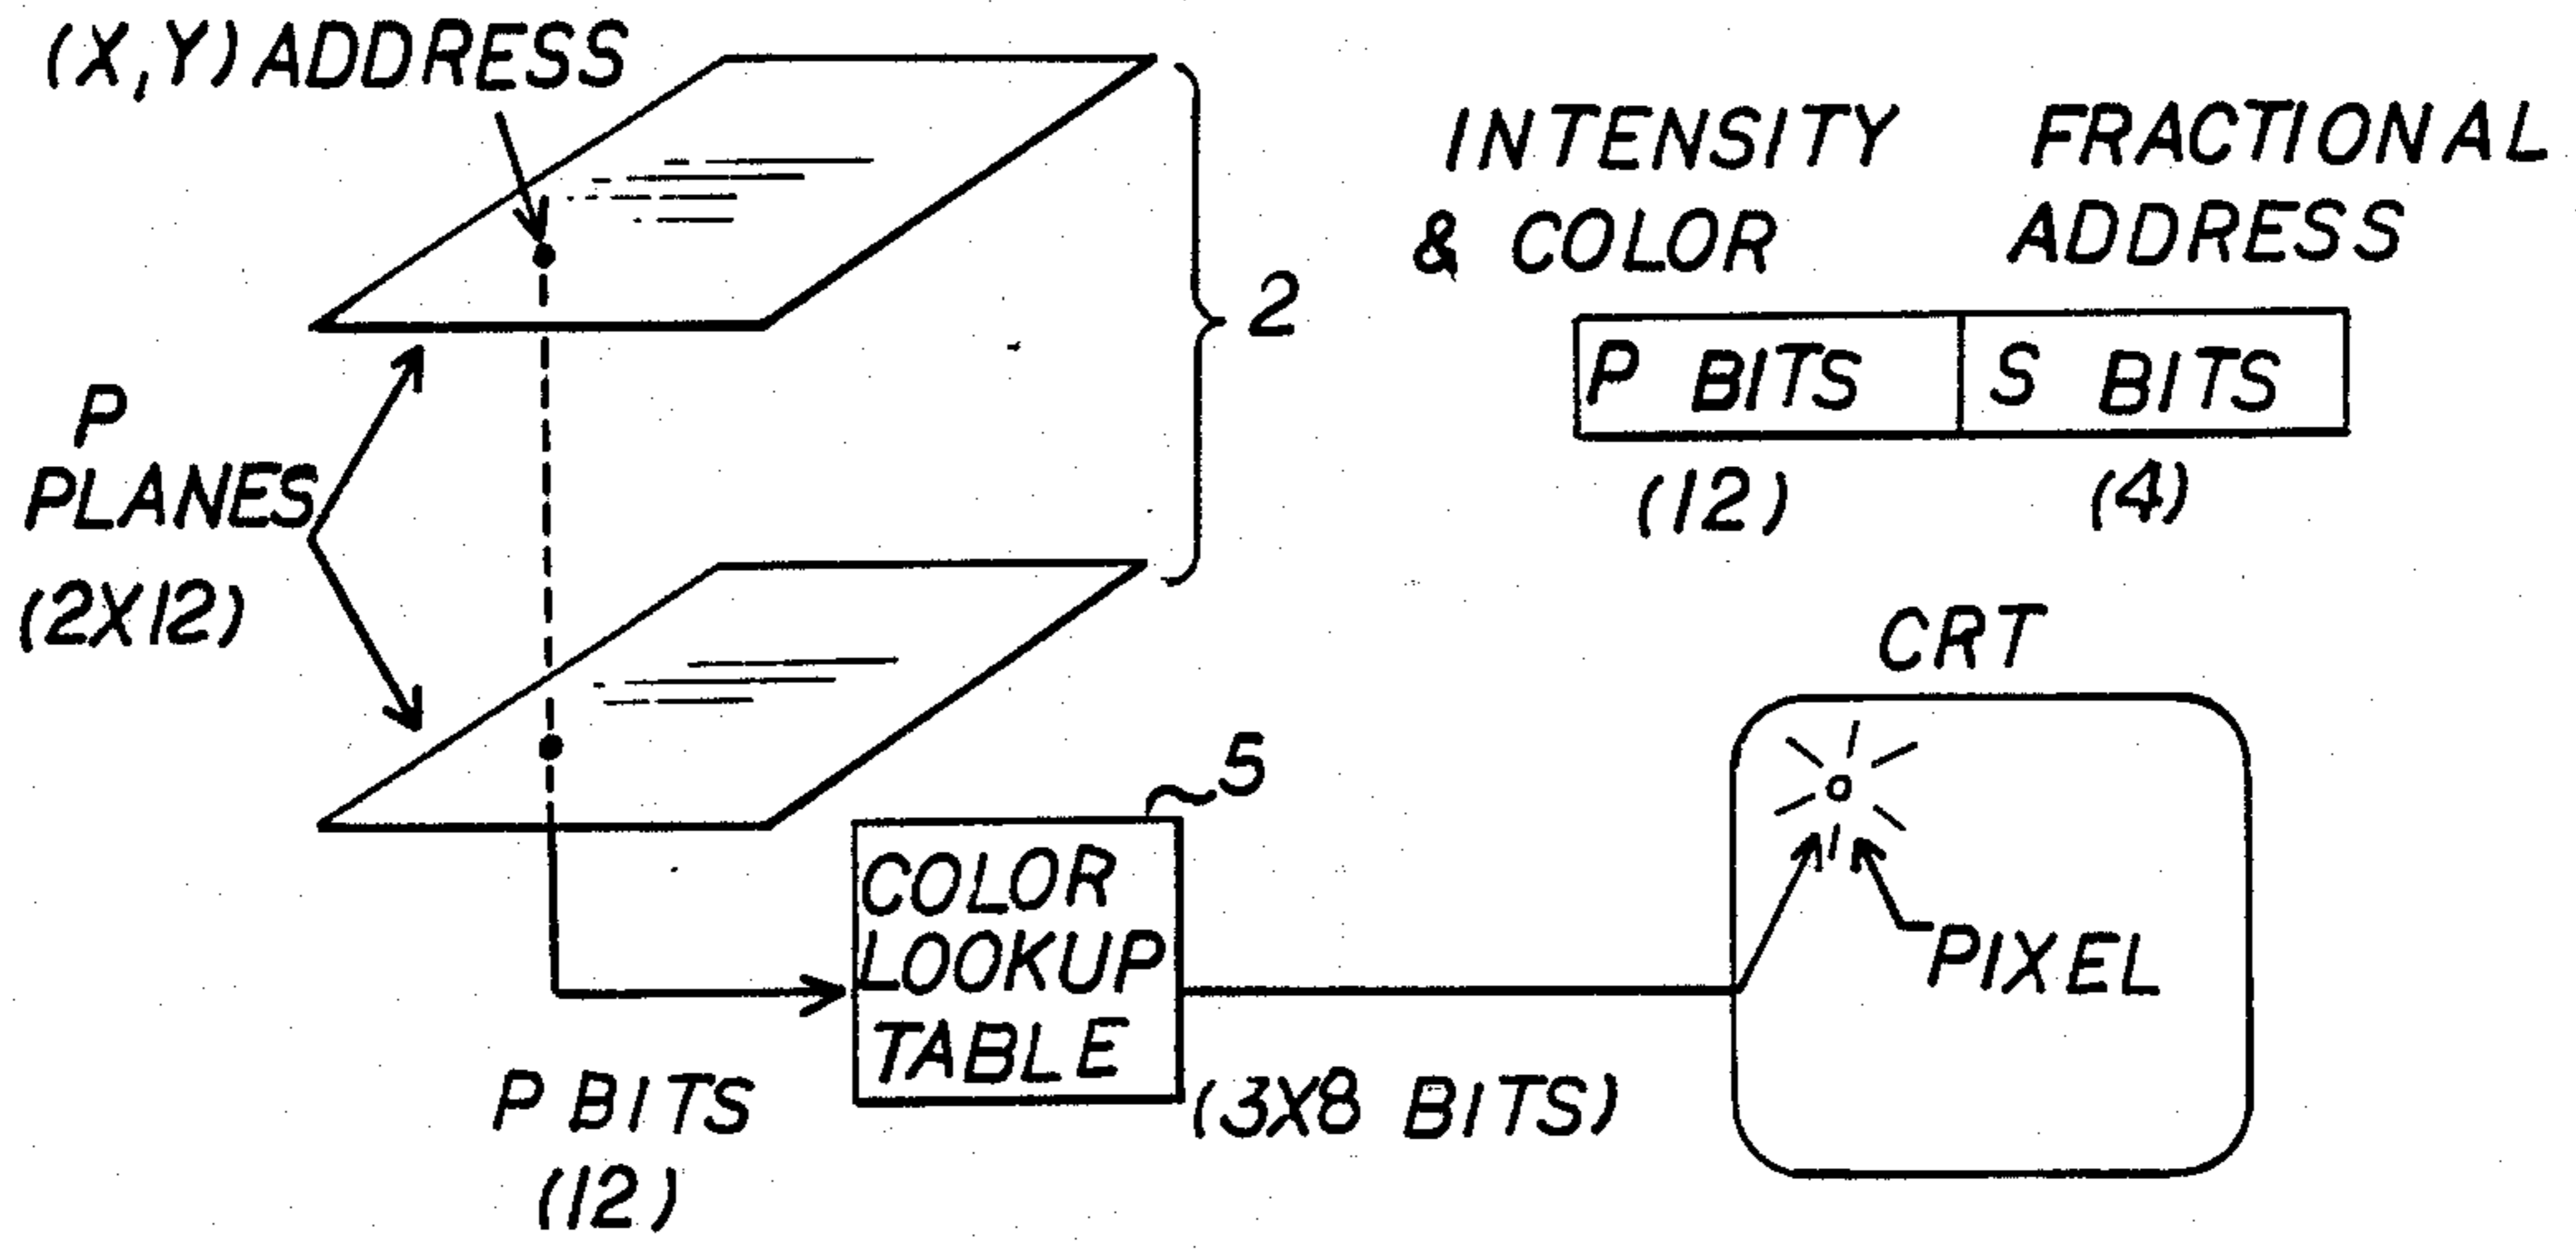 (X,Y) ADDRESS
INTENSITY
& COLOR
FRACTIONAL
ADDRESS
2
P BITS
S BITS
(12)
(4)
P
PLANES
(2X12)
CRT
5
COLOR
LOOKUP
TABLE
PIXEL
P BITS
(12)
(3X8 BITS)